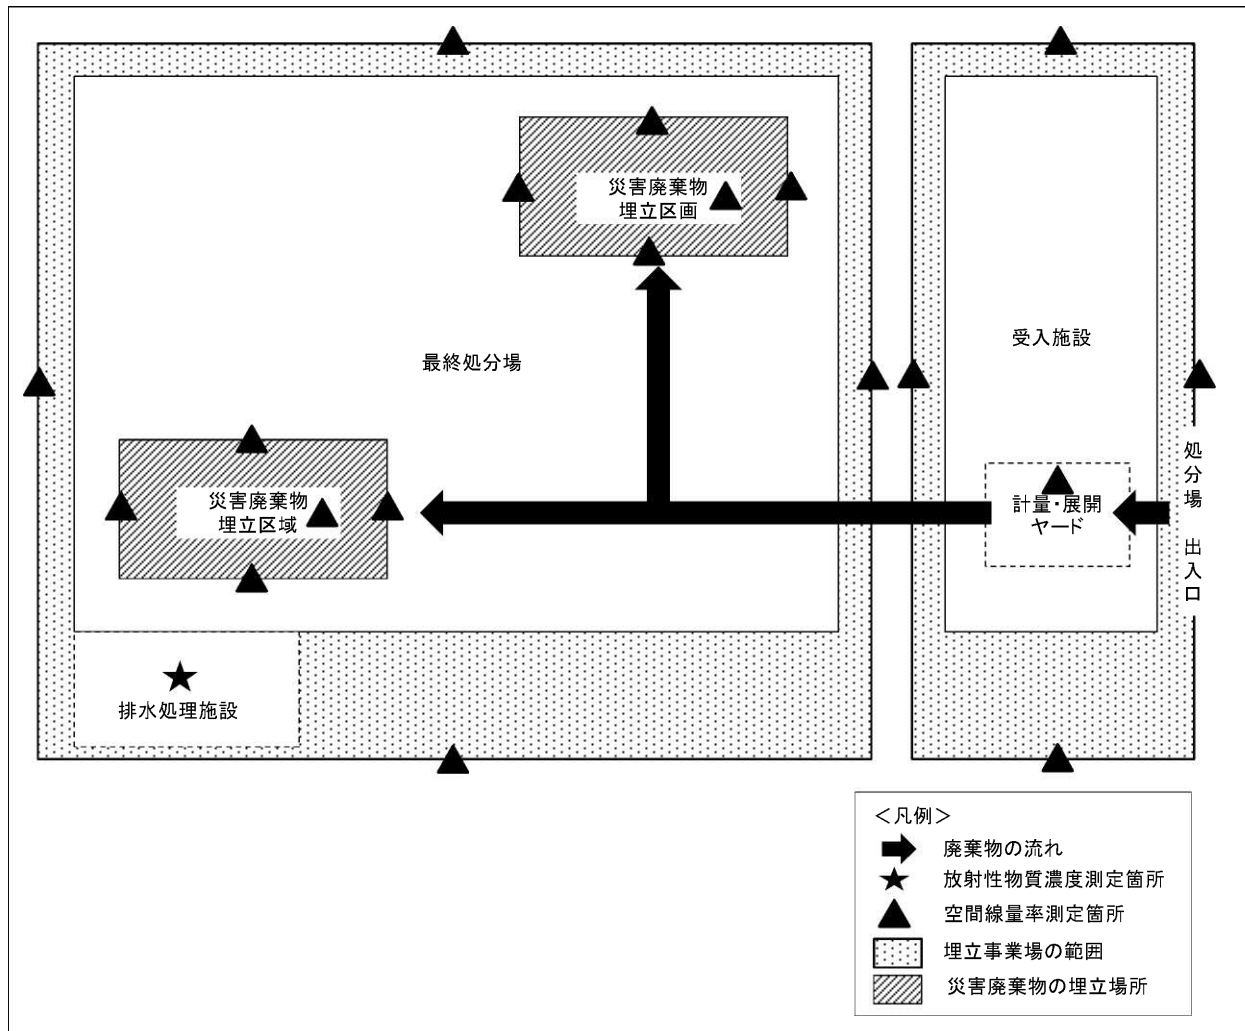 災害廃棄物
埋立区画
受入施設
最終処分場
処分場 出入口
災害廃棄物
埋立区域
計量・展開
ヤード
排水処理施設
＜凡例＞
廃棄物の流れ
放射性物質濃度測定箇所
空間線量率測定箇所
埋立事業場の範囲
災害廃棄物の埋立場所